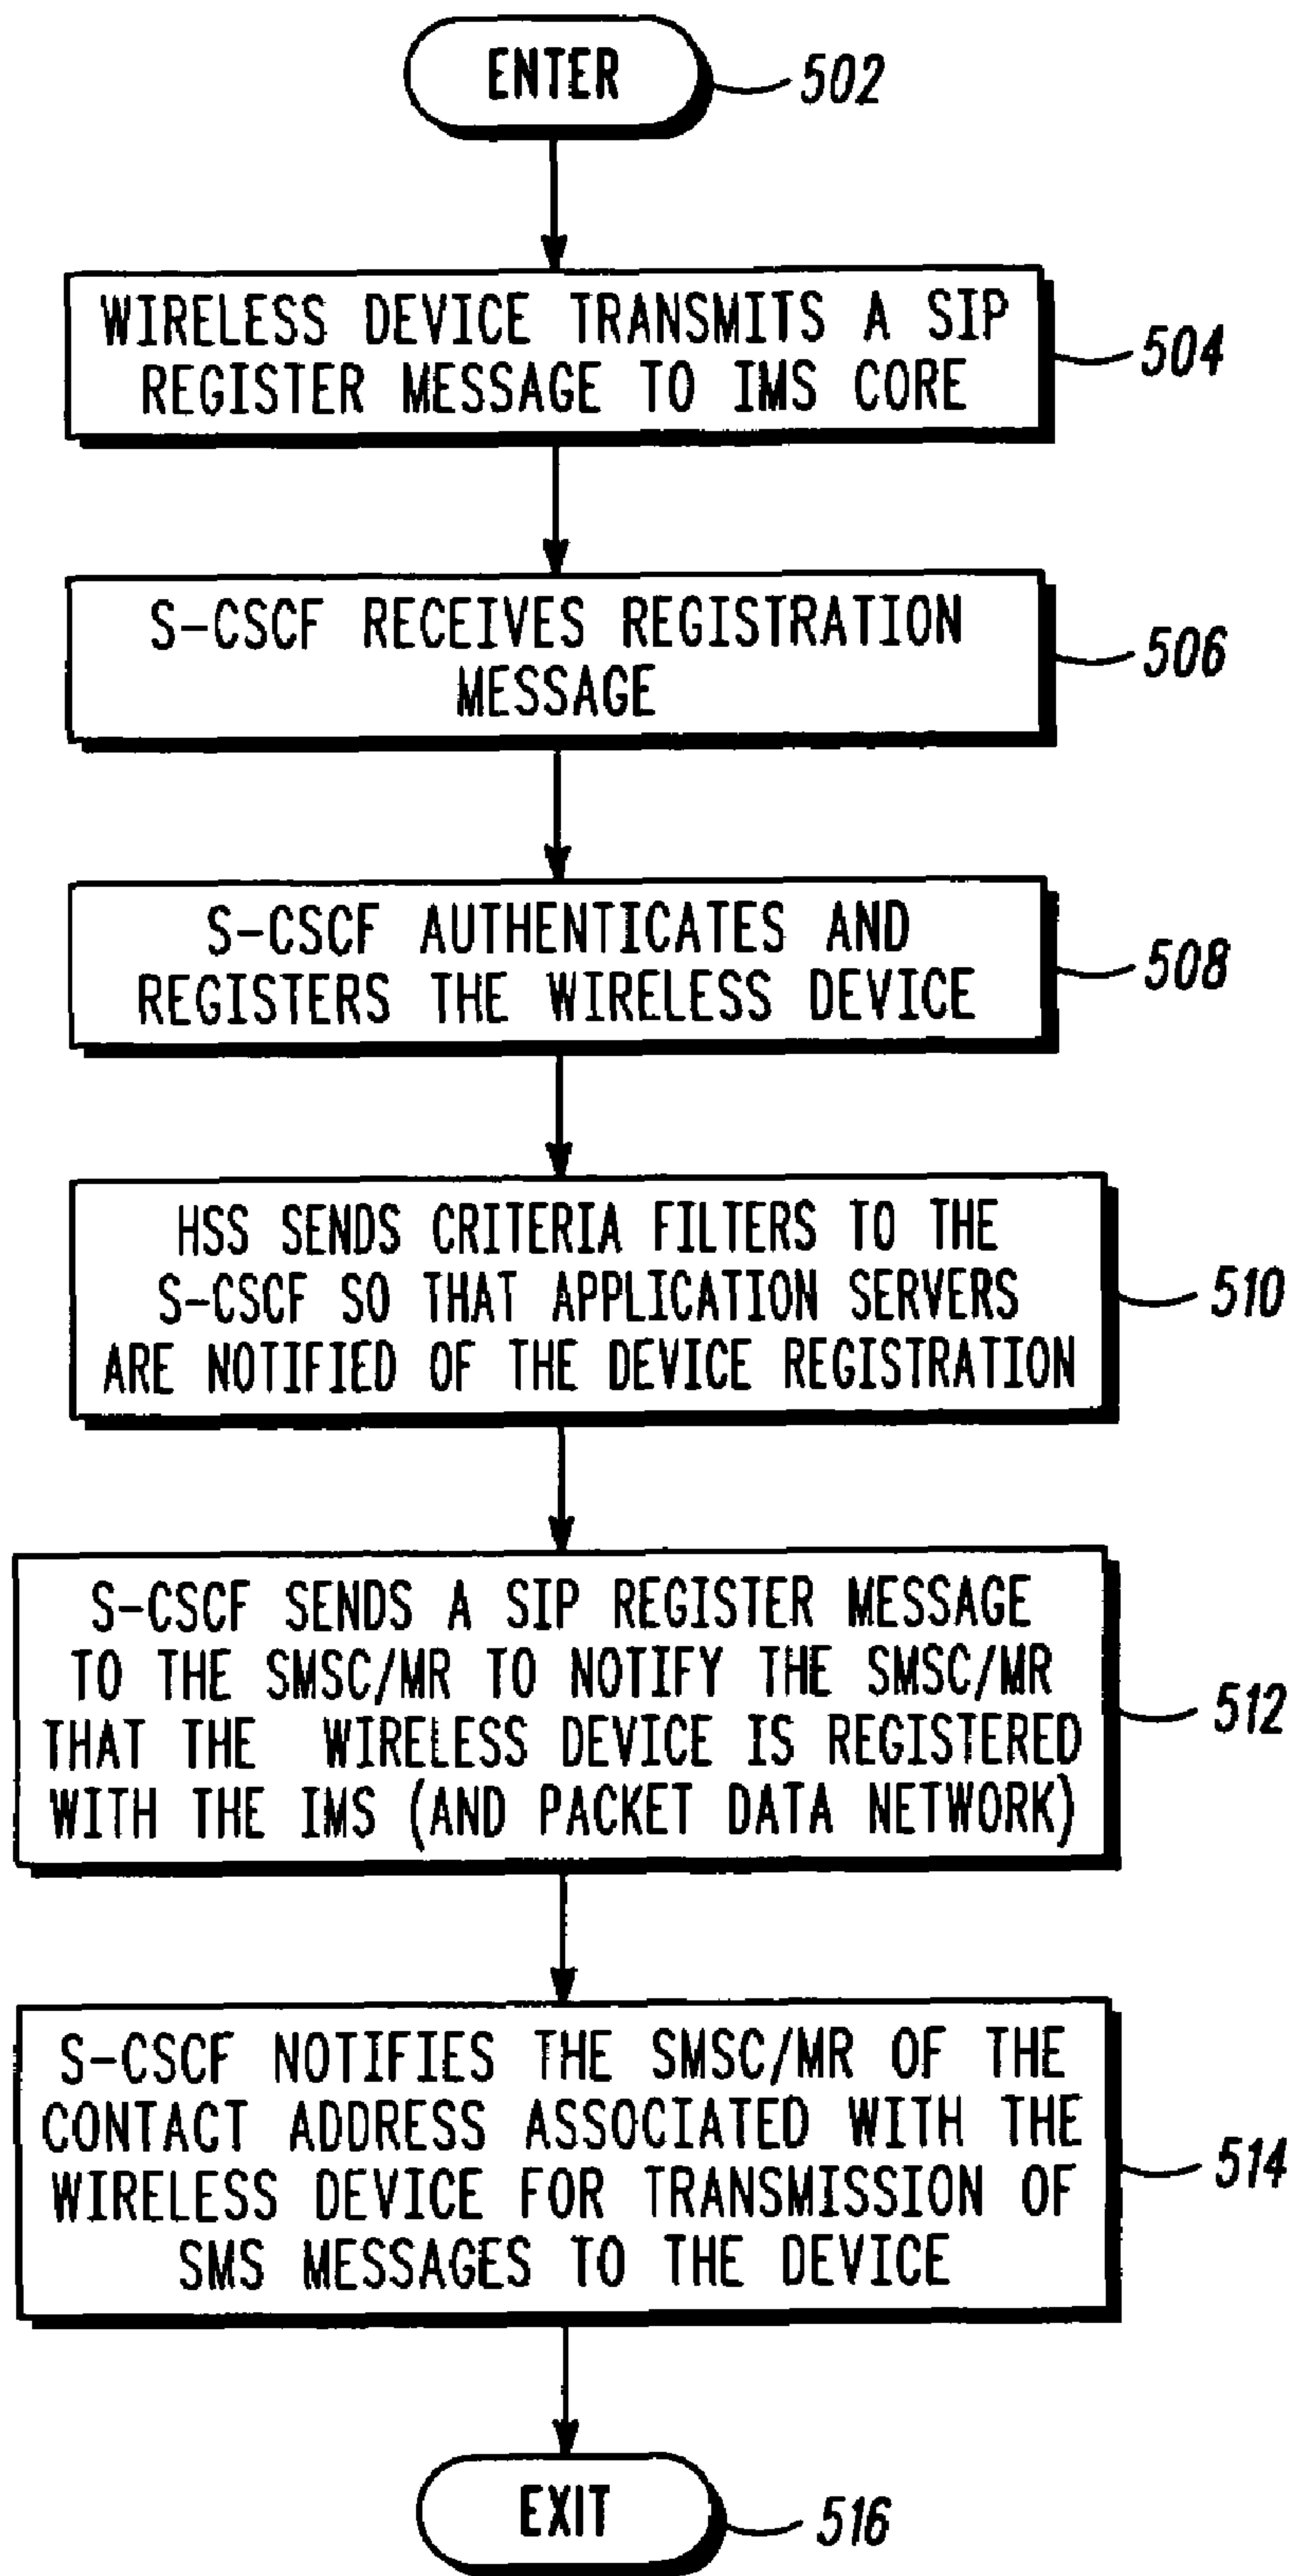 ENTER
502
WIRELESS DEVICE TRANSMITS A SIP
REGISTER MESSAGE TO IMS CORE
504
S-CSCF RECEIVES REGISTRATION
MESSAGE
506
S-CSCF AUTHENTICATES AND
REGISTERS THE WIRELESS DEVICE
508
HSS SENDS CRITERIA FILTERS TO THE
S-CSCF SO THAT APPLICATION SERVERS
ARE NOTIFIED OF THE DEVICE REGISTRATION
510
S-CSCF SENDS A SIP REGISTER MESSAGE
TO THE SMSC/MR TO NOTIFY THE SMSC/MR
THAT THE WIRELESS DEVICE IS REGISTERED
WITH THE IMS (AND PACKET DATA NETWORK)
512
S-CSCF NOTIFIES THE SMSC/MR OF THE
CONTACT ADDRESS ASSOCIATED WITH THE
WIRELESS DEVICE FOR TRANSMISSION OF
SMS MESSAGES TO THE DEVICE
514
EXIT
516